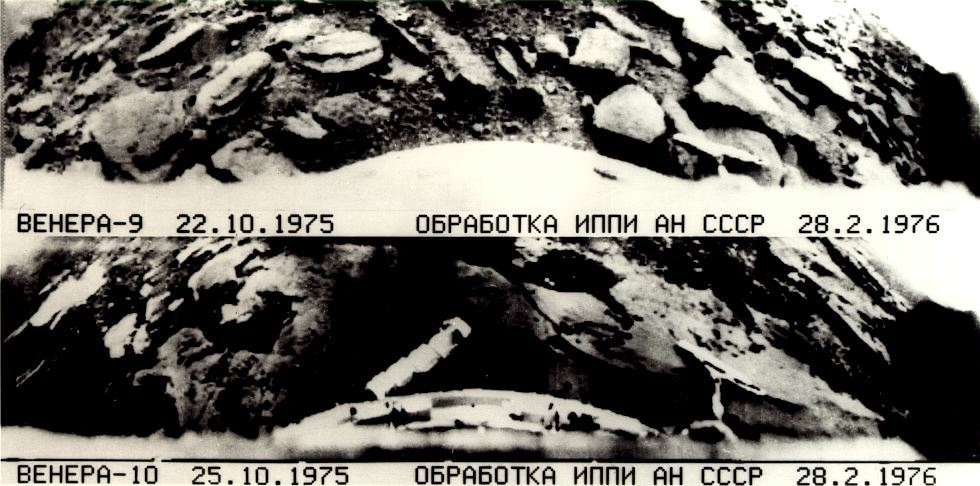 ВЕНЕРА-9 22.10.1975 ОБРАБОТКА ИППИ АН СССР 28.2.1976
ВЕНЕРА-10 25.10.1975 ОБРАБОТКА ИППИ АН СССР 28.2.1976